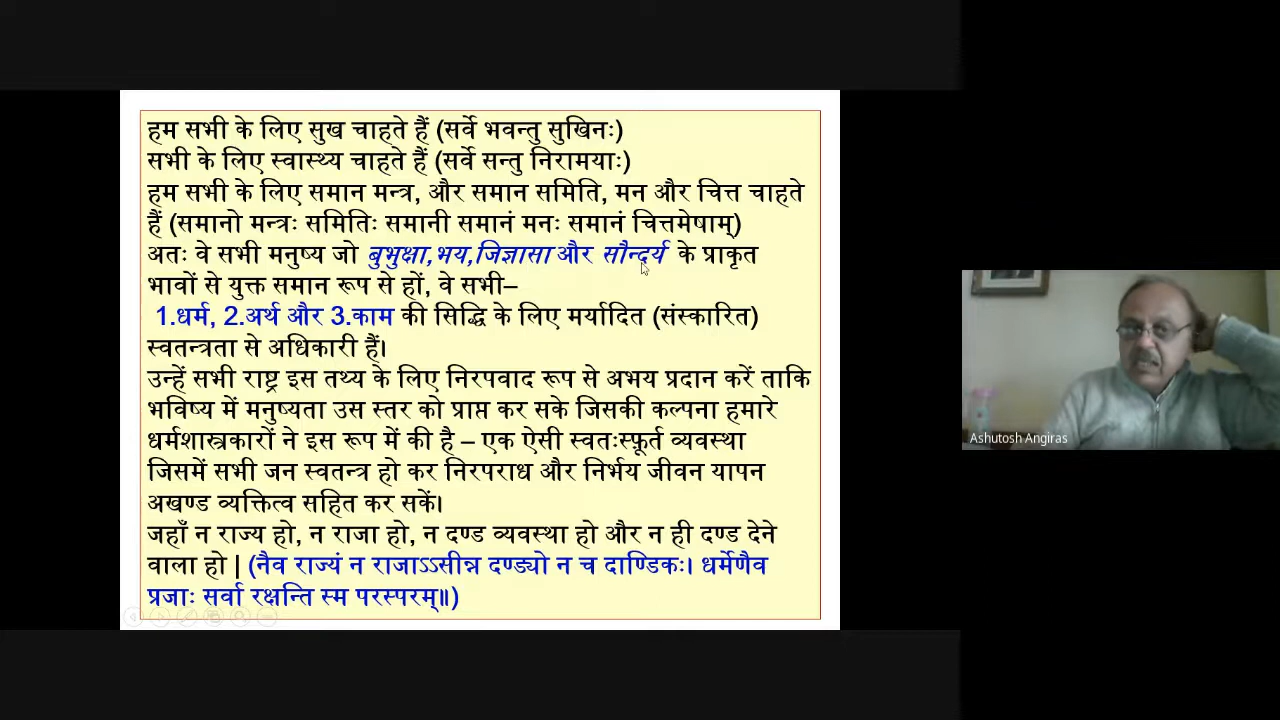 हम सभी के लिए सुख चाहते हैं (सर्वे भवन्तु सुखिनः)
सभी के लिए स्वास्थ्य चाहते हैं (सर्वे सन्तु निरामयाः)
हम सभी के लिए समान मन्त्र, और समान समिति, मन और चित्त चाहते
हैं (समानो मन्त्रः समितिः समानी समानं मनः समानं चित्तमेषाम्)
अतः वे सभी मनुष्य जो बुभुक्षा,भय,जिज्ञासा और सौन्दर्य के प्राकृत
भावों से युक्त समान रूप से हों, वे सभी–
1.धर्म, 2.अर्थ और 3.काम की सिद्धि के लिए मर्यादित (संस्कारित)
स्वतन्त्रता से अधिकारी हैं।
उन्हें सभी राष्ट्र इस तथ्य के लिए निरपवाद रूप से अभय प्रदान करें ताकि
भविष्य में मनुष्यता उस स्तर को प्राप्त कर सके जिसकी कल्पना हमारे
धर्मशास्त्रकारों ने इस रूप में की है – एक ऐसी स्वतःस्फ़ूर्त व्यवस्था
जिसमें सभी जन स्वतन्त्र हो कर निरपराध और निर्भय जीवन यापन
अखण्ड व्यक्तित्व सहित कर सकें।
जहाँ न राज्य हो, न राजा हो, न दण्ड व्यवस्था हो और न ही दण्ड देने
वाला हो | (नैव राज्यं न राजाऽऽसीन्न दण्ड्यो न च दाण्डिकः। धर्मेणैव
प्रजाः सर्वा रक्षन्ति स्म परस्परम्॥)
Ashutosh Angiras